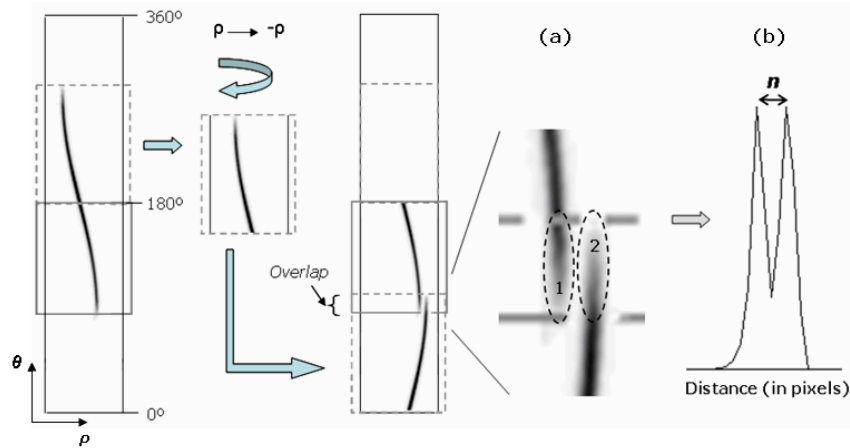 360º
ρ → -ρ
(a)
(b)
n
180º
2
Overlap
1
θ
0º
ρ
Distance (in pixels)